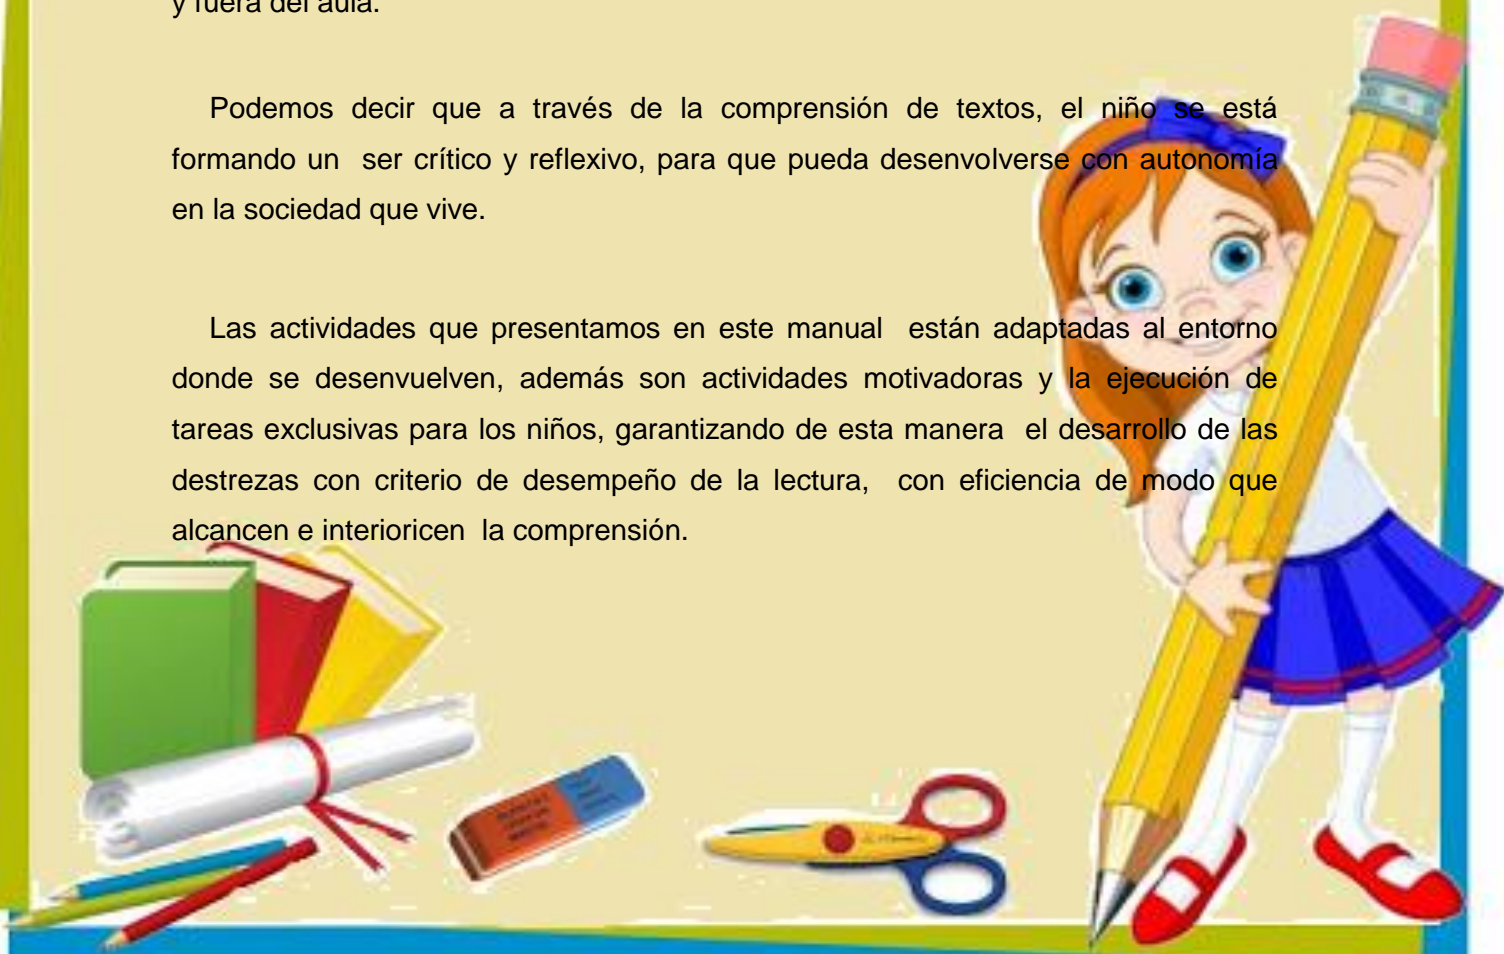 y fuera del aula.
Podemos decir que a través de la comprensión de textos, el niño se está
formando un ser crítico y reflexivo, para que pueda desenvolverse con autonomía
en la sociedad que vive.
Las actividades que presentamos en este manual están adaptadas al entorno
donde se desenvuelven, además son actividades motivadoras y la ejecución de
tareas exclusivas para los niños, garantizando de esta manera el desarrollo de las
destrezas con criterio de desempeño de la lectura, con eficiencia de modo que
alcancen e interioricen la comprensión.